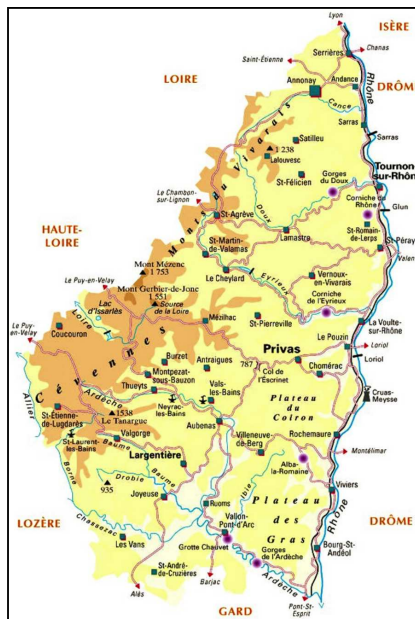 Lyon
ISÈRE
Serrières
Chanas
Saint-Étienne
LOIRE
Annonay
Andance
Rhône
DRÔME
Cance
Sarras
Sarras
Satilleu
1 238
Lalouvesc
Monts du Vivarais
St-Félicien
Gorges
du Doux
Tournon-
sur-Rhône
Le Chambon-
sur-Lignon
Corniche du
Rhône
Glun
St-Agrève
Doux
St-Romain-
de-Lerps
HAUTE-
LOIRE
St-Martin-
de-Valamas
Lamastre
St. Péray
Valence
Mont Mézenc
1 753
Le Cheylard
Eyrieux
Vernoux-
en-Vivarais
Le Puy-en-Velay
Mont Gerbier-de-Jonc
1 551
Corniche
de l'Eyrieux
Lac
d'Issarlès
Source
de la Loire
Loire
Mézilhac
St-Pierreville
La Voulte-
sur-Rhône
Le Puy-
en-Velay
Coucouron
Privas
Le Pouzin
Loriol
Loriol
Burzet
Antraigues
787
Col de
l'Escrinet
Chomérac
Cévennes
Montpezat-
sous-Bauzon
Ardèche
Thueyts
Vals-
les-Bains
Plateau
du
Coiron
Cruas-
Meysse
Allier
St-Étienne-
de-Lugdarès
1538
Le Tanargue
Neyrac-
les-Bains
Aubenas
St-Laurent-
les-Bains
Valgorge
Baume
Villeneuve-
de-Berg
Rochemaure
Montélimar
Largentière
Alba-
la-Romaine
Borne
Drobie
Baume
935
Joyeuse
Ibie
Viviers
Ruoms
Plateau
des
Gras
LOZÈRE
Chassezac
Vallon-
Pont-d'Arc
Rhône
DRÔME
Les Vans
Grotte Chauvet
Gorges de
l'Ardèche
Bourg-St-
Andéol
St-André-
de-Cruzières
Ardèche
Alès
Barjac
Pont-St-
Esprit
GARD